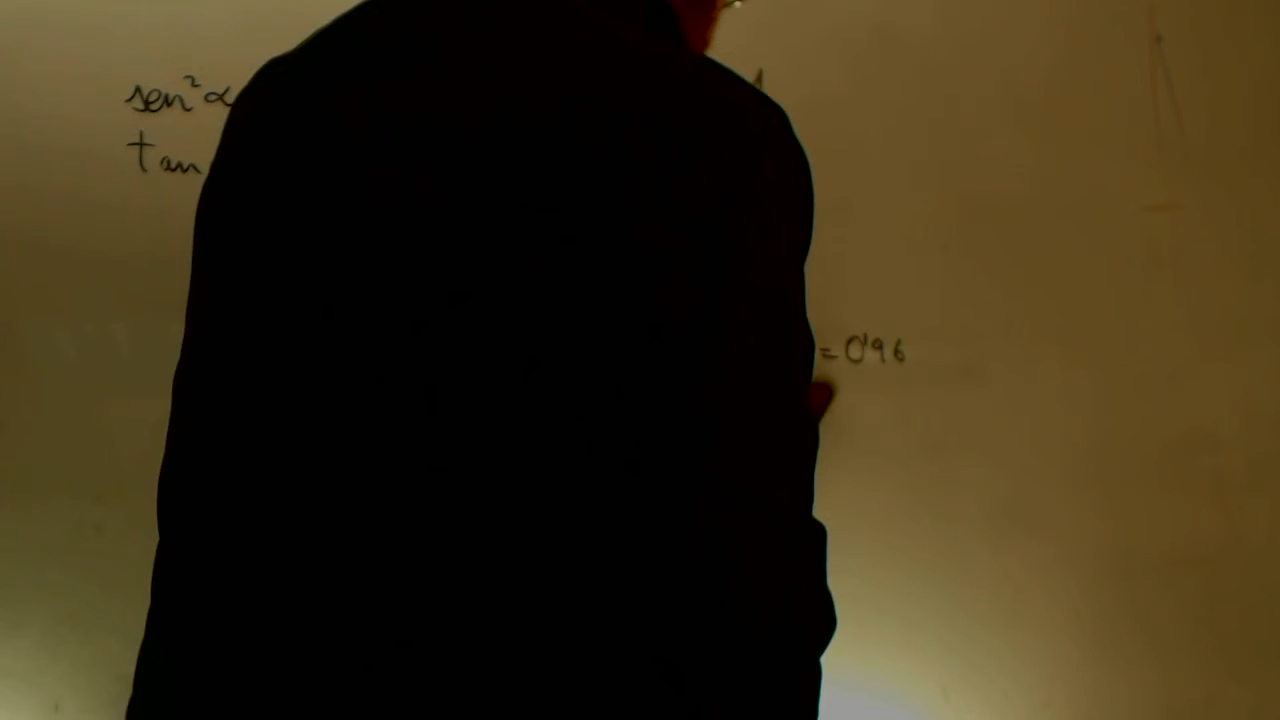 sen²α
tan
= 0'96